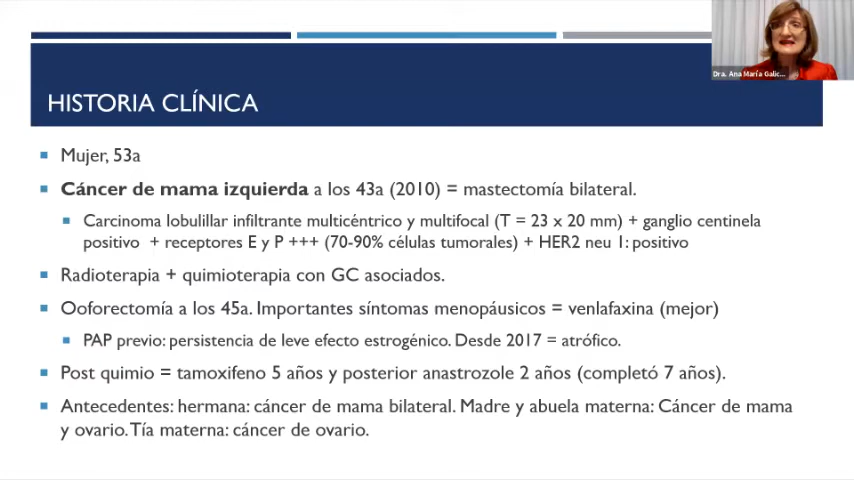 Dra. Ana María Galic...
HISTORIA CLÍNICA
Mujer, 53a
Cáncer de mama izquierda a los 43a (2010) = mastectomía bilateral.
Carcinoma lobulillar infiltrante multicéntrico y multifocal (T = 23 x 20 mm) + ganglio centinela
positivo + receptores E y P +++ (70-90% células tumorales) + HER2 neu 1: positivo
Radioterapia + quimioterapia con GC asociados.
Ooforectomía a los 45a. Importantes síntomas menopáusicos = venlafaxina (mejor)
PAP previo: persistencia de leve efecto estrogénico. Desde 2017 = atrófico.
Post quimio = tamoxifeno 5 años y posterior anastrozole 2 años (completó 7 años).
Antecedentes: hermana: cáncer de mama bilateral. Madre y abuela materna: Cáncer de mama
y ovario. Tía materna: cáncer de ovario.